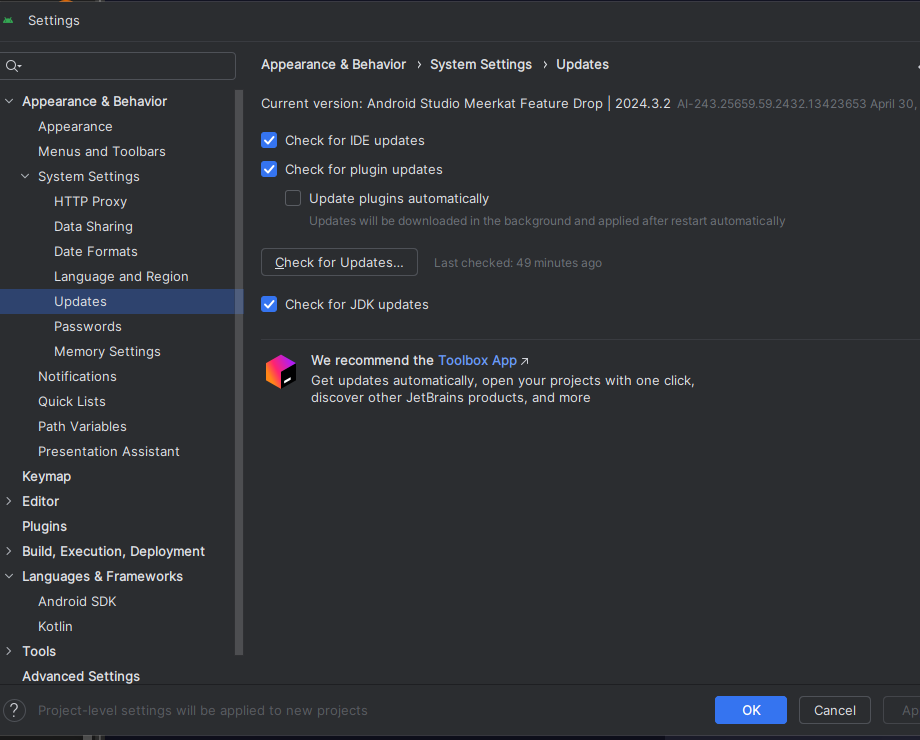 Settings
Appearance & Behavior
Appearance
Menus and Toolbars
System Settings
HTTP Proxy
Data Sharing
Date Formats
Language and Region
Updates
Passwords
Memory Settings
Notifications
Quick Lists
Path Variables
Presentation Assistant
Keymap
Editor
Plugins
Build, Execution, Deployment
Languages & Frameworks
Android SDK
Kotlin
Tools
Advanced Settings
Appearance & Behavior › System Settings › Updates
Current version: Android Studio Meerkat Feature Drop | 2024.3.2 AI-243.25659.59.2432.13423653 April 30,
Check for IDE updates
Check for plugin updates
Update plugins automatically
Updates will be downloaded in the background and applied after restart automatically
Check for Updates... Last checked: 49 minutes ago
Check for JDK updates
We recommend the Toolbox App ↗
Get updates automatically, open your projects with one click,
discover other JetBrains products, and more
? Project-level settings will be applied to new projects
OK Cancel Ap